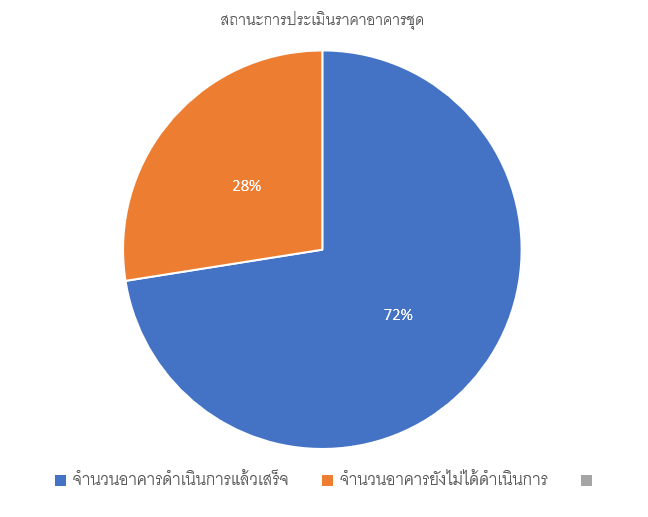 สถานะการประเมินราคาอาคารชุด
28%
72%
จำนวนอาคารดำเนินการแล้วเสร็จ จำนวนอาคารยังไม่ได้ดำเนินการ